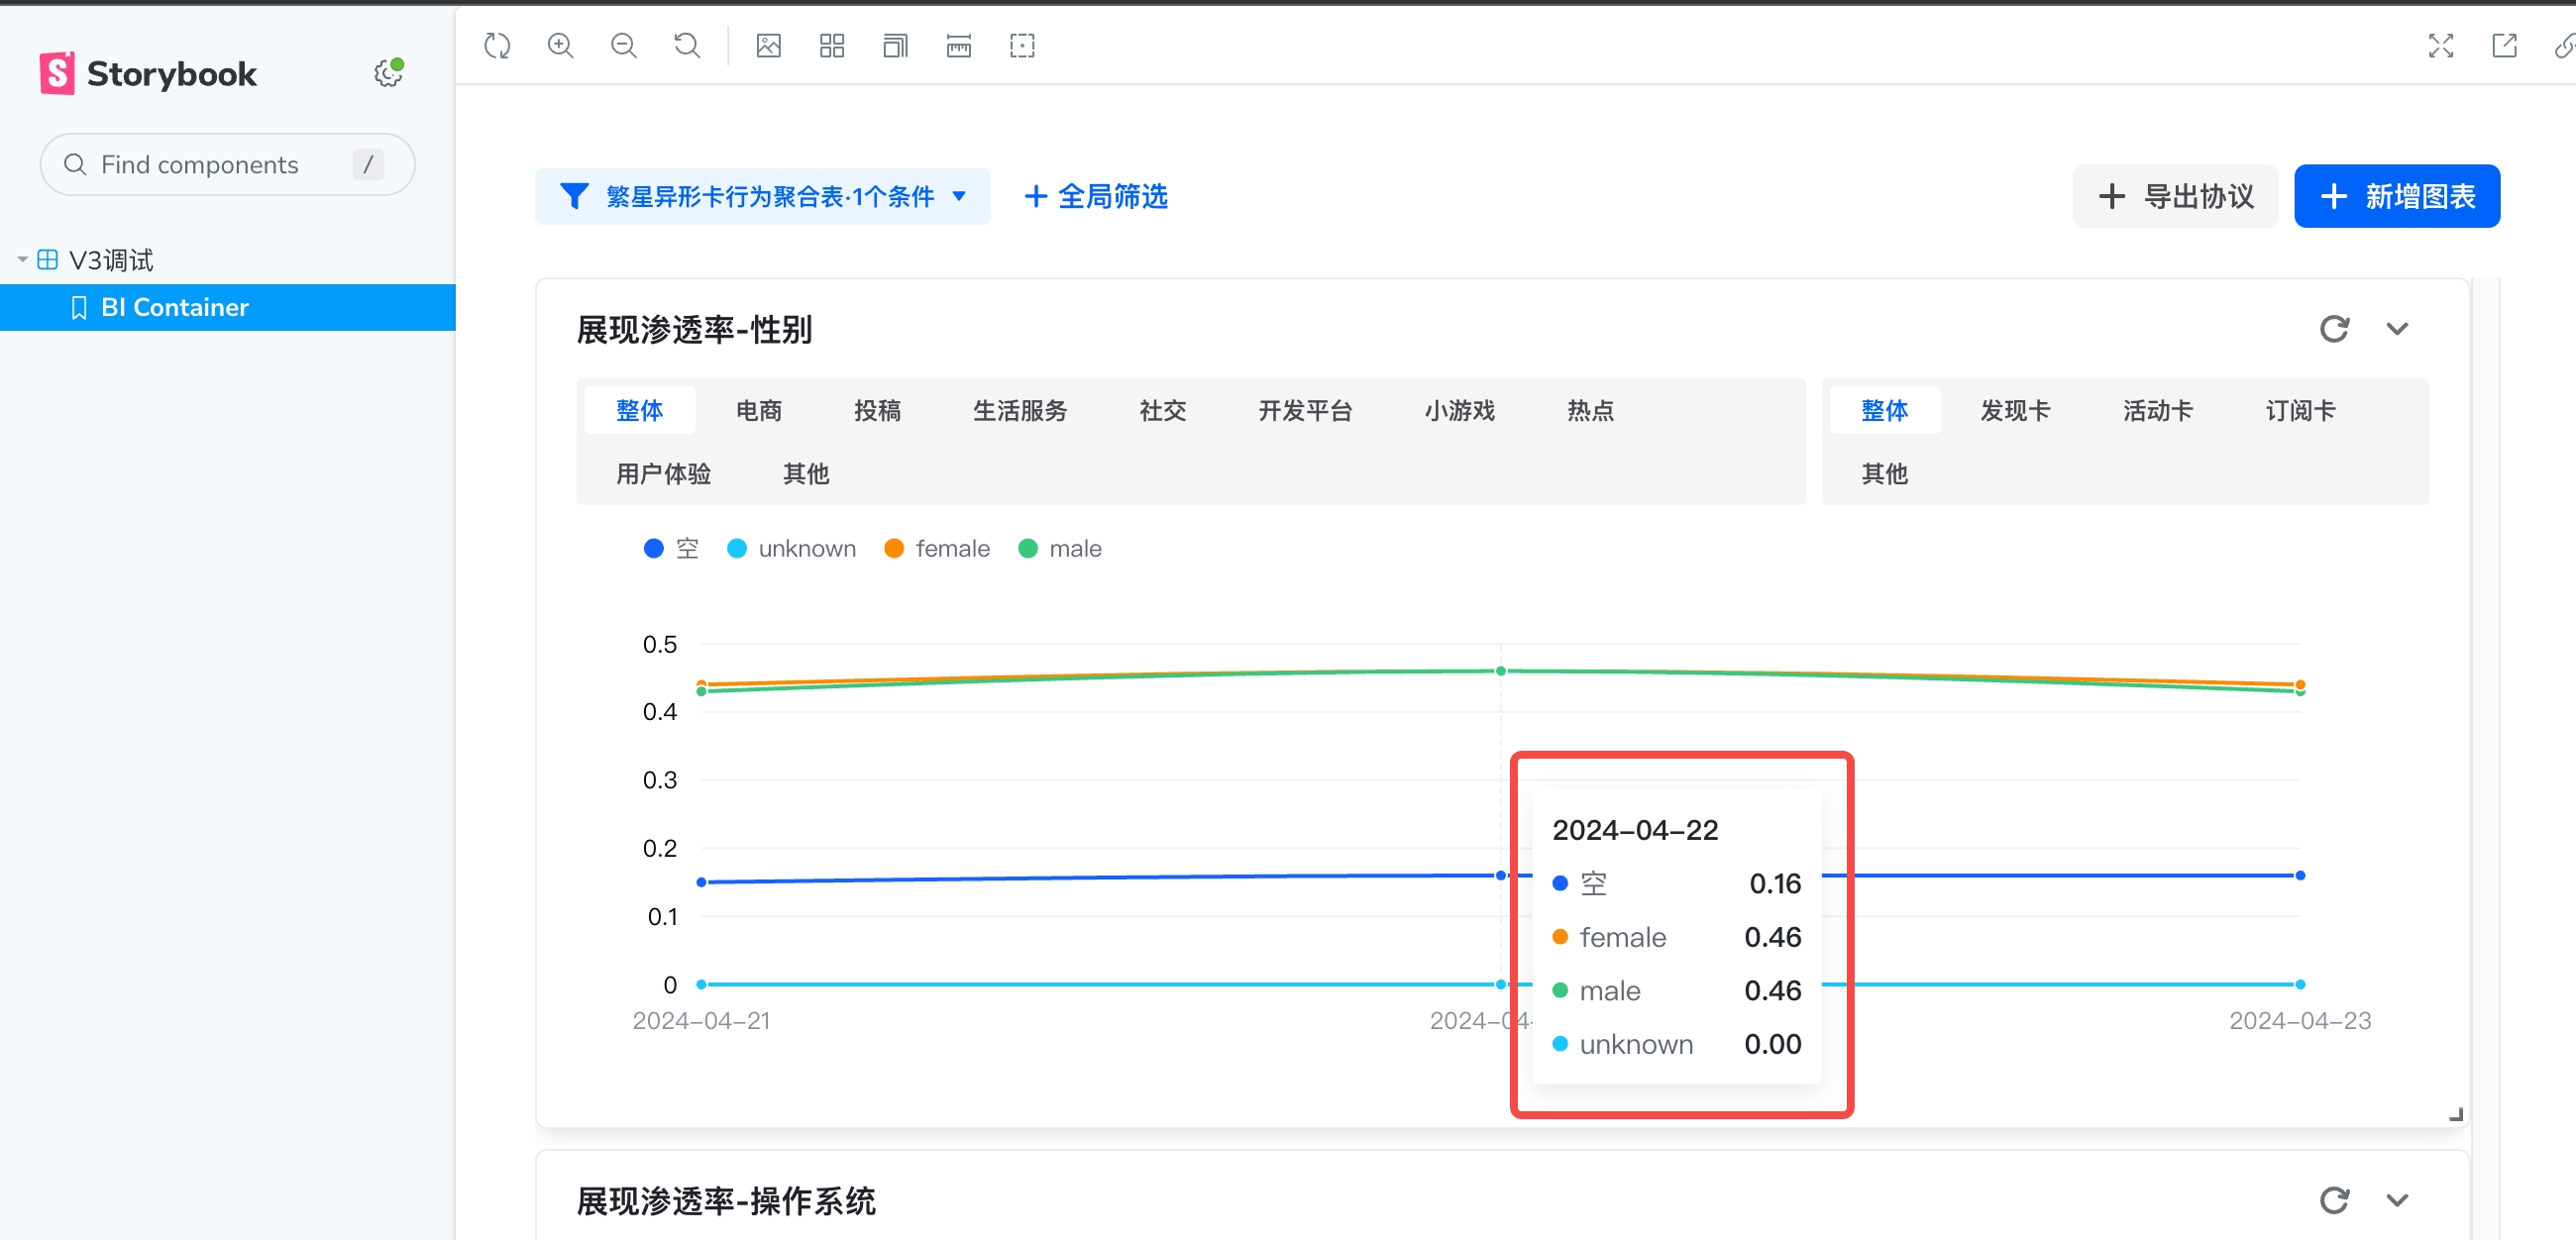 Storybook
Find components /
V3调试
BI Container
繁星异形卡行为聚合表·1个条件
全局筛选
导出协议
新增图表
展现渗透率-性别
整体 电商 投稿 生活服务 社交 开发平台 小游戏 热点
用户体验 其他
整体 发现卡 活动卡 订阅卡
其他
空 unknown female male
0.5
0.4
0.3
0.2
0.1
0
2024-04-21
2024-04-
2024-04-23
2024-04-22
空 0.16
female 0.46
male 0.46
unknown 0.00
展现渗透率-操作系统